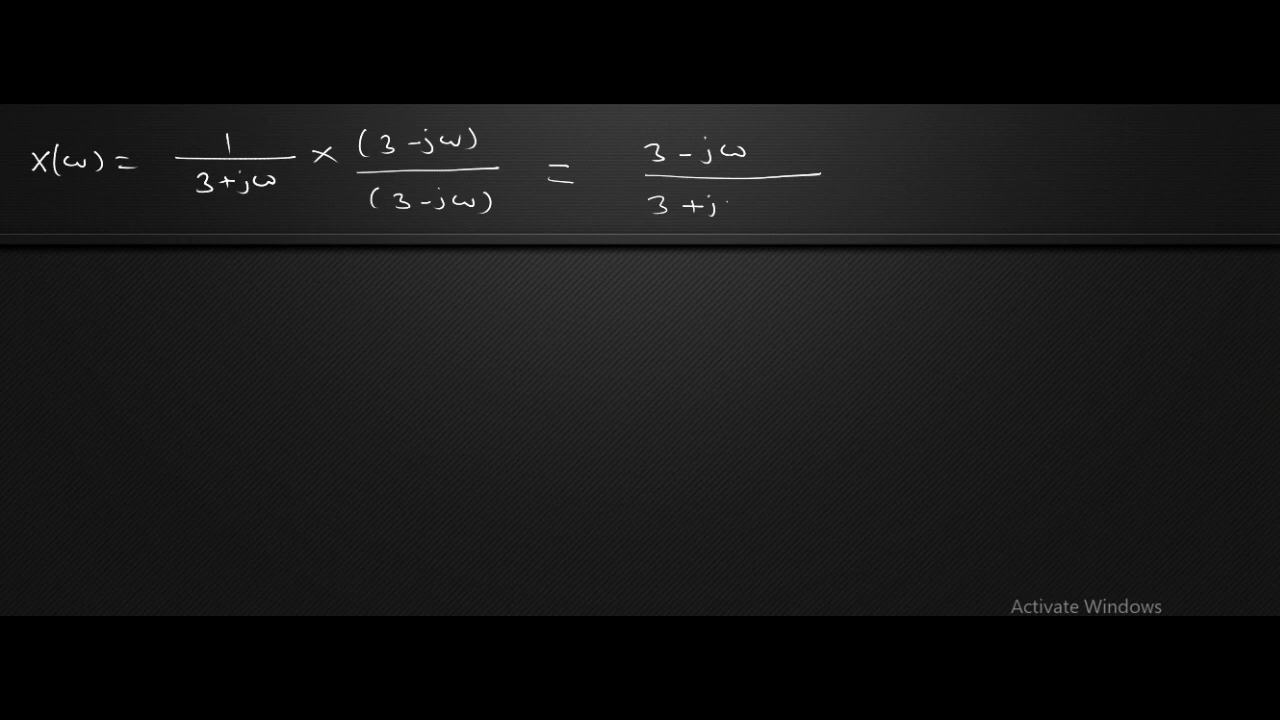 X(ω) = 1/(3+jω) × (3-jω)/(3-jω) = (3-jω)/(3+j
Activate Windows